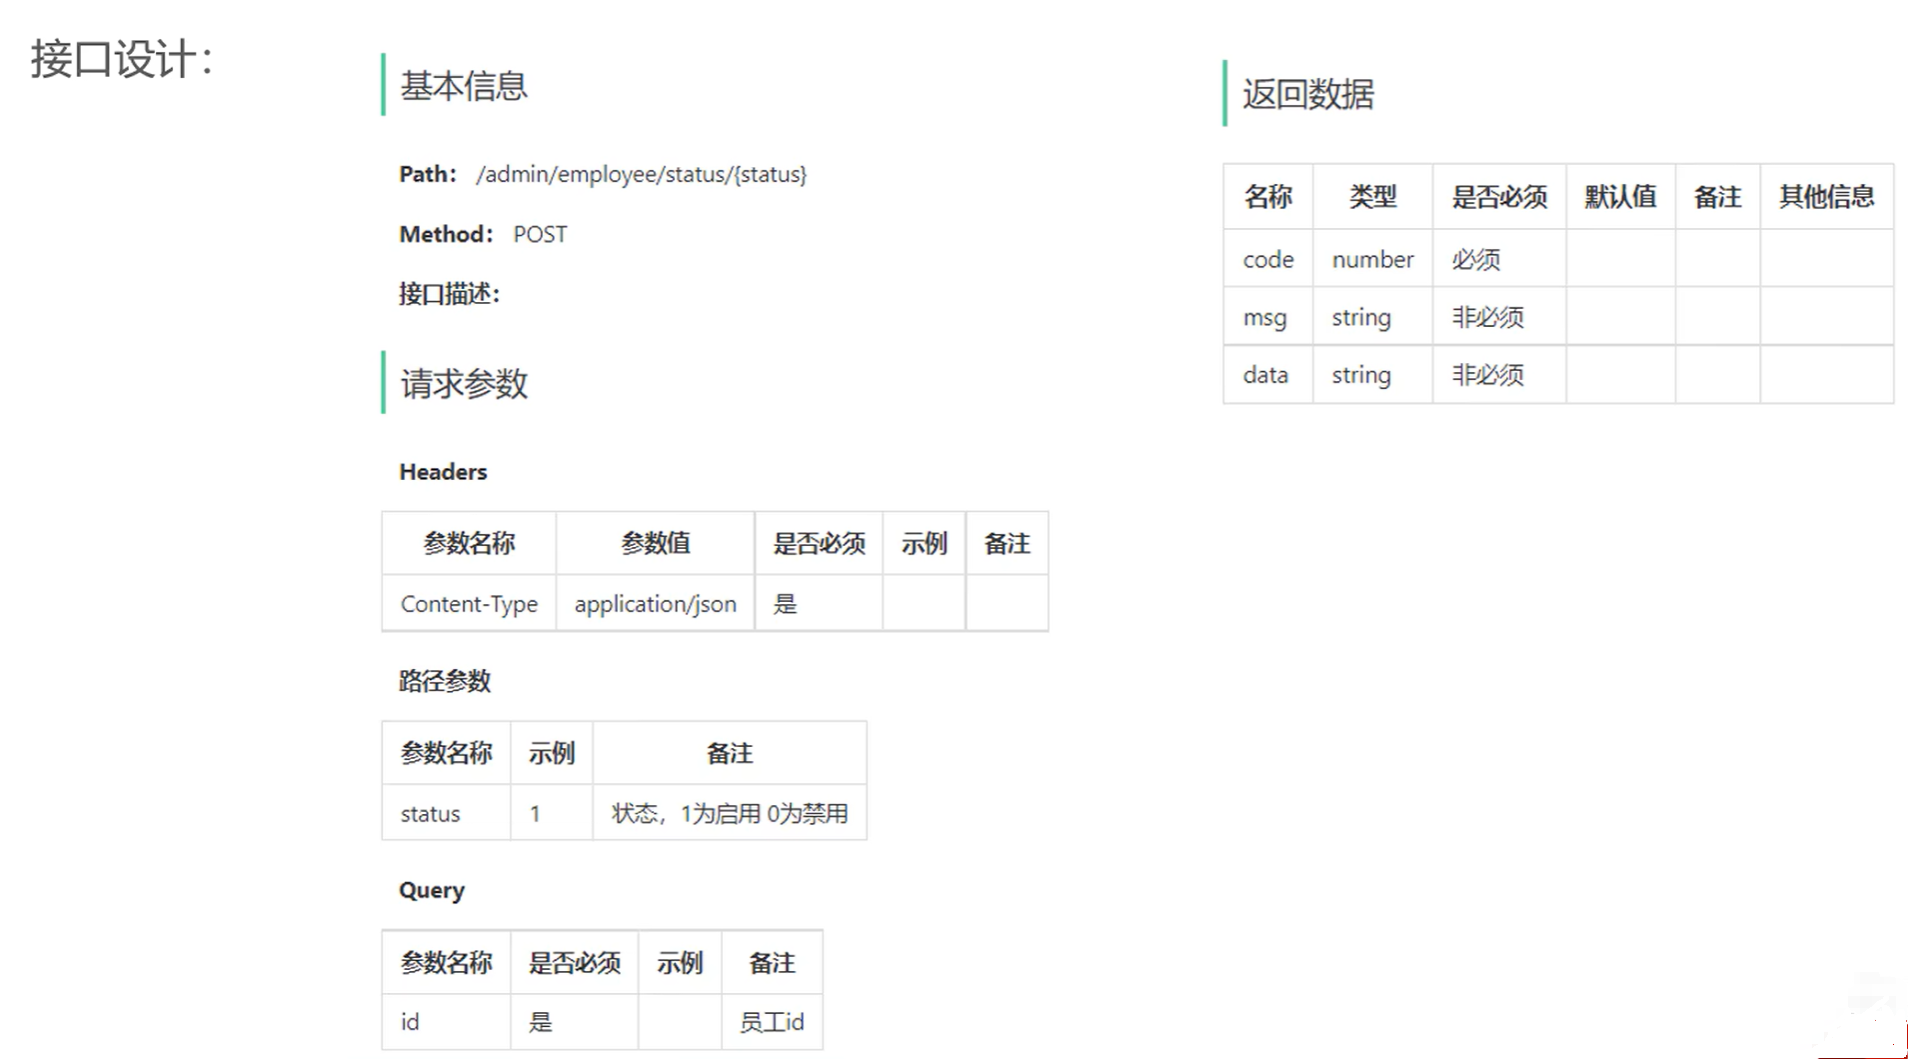 接口设计：
基本信息
Path： /admin/employee/status/{status}
Method： POST
接口描述：
请求参数
Headers
参数名称 参数值 是否必须 示例 备注
Content-Type application/json 是
路径参数
参数名称 示例 备注
status 1 状态，1为启用 0为禁用
Query
参数名称 是否必须 示例 备注
id 是 员工id
返回数据
名称 类型 是否必须 默认值 备注 其他信息
code number 必须
msg string 非必须
data string 非必须